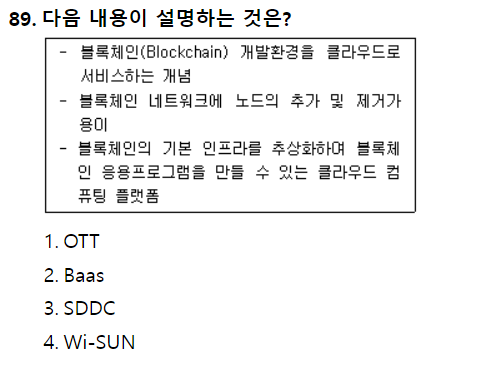 89. 다음 내용이 설명하는 것은?
- 블록체인(Blockchain) 개발환경을 클라우드로
서비스하는 개념
- 블록체인 네트워크에 노드의 추가 및 제거가
용이
- 블록체인의 기본 인프라를 추상화하여 블록체
인 응용프로그램을 만들 수 있는 클라우드 컴
퓨팅 플랫폼
1. OTT
2. Baas
3. SDDC
4. Wi-SUN